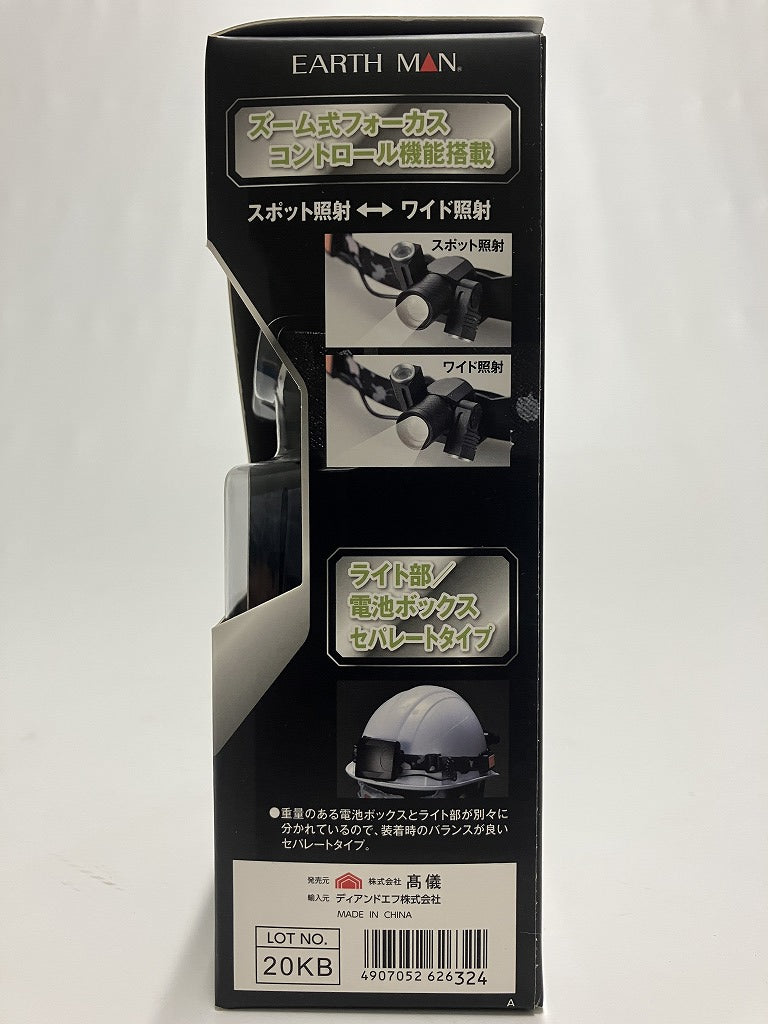 EARTH MAN
ズーム式フォーカス
コントロール機能搭載
スポット照射↔ワイド照射
スポット照射
ワイド照射
ライト部／
電池ボックス
セパレートタイプ
●重量のある電池ボックスとライト部が別々に
分かれているので、装着時のバランスが良い
セパレートタイプ。
発売元 株式会社 髙儀
輸入元 ディアンドエフ株式会社
MADE IN CHINA
LOT NO.
20KB
4907052 626324
A